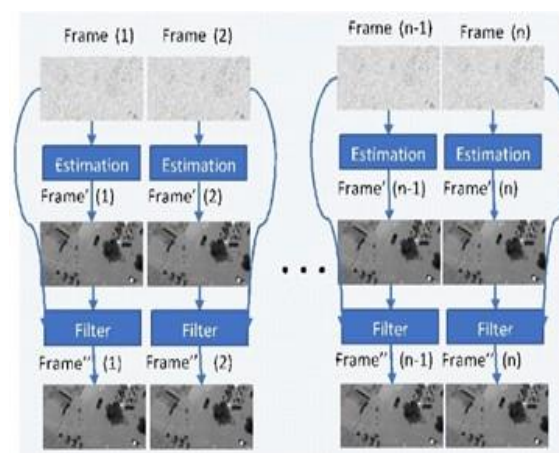 Frame (1) Frame (2) Frame (n-1) Frame (n)
Estimation Estimation Estimation Estimation
Frame' (1) Frame' (2) Frame' (n-1) Frame' (n)
...
Filter Filter Filter Filter
Frame'' (1) Frame'' (2) Frame'' (n-1) Frame'' (n)